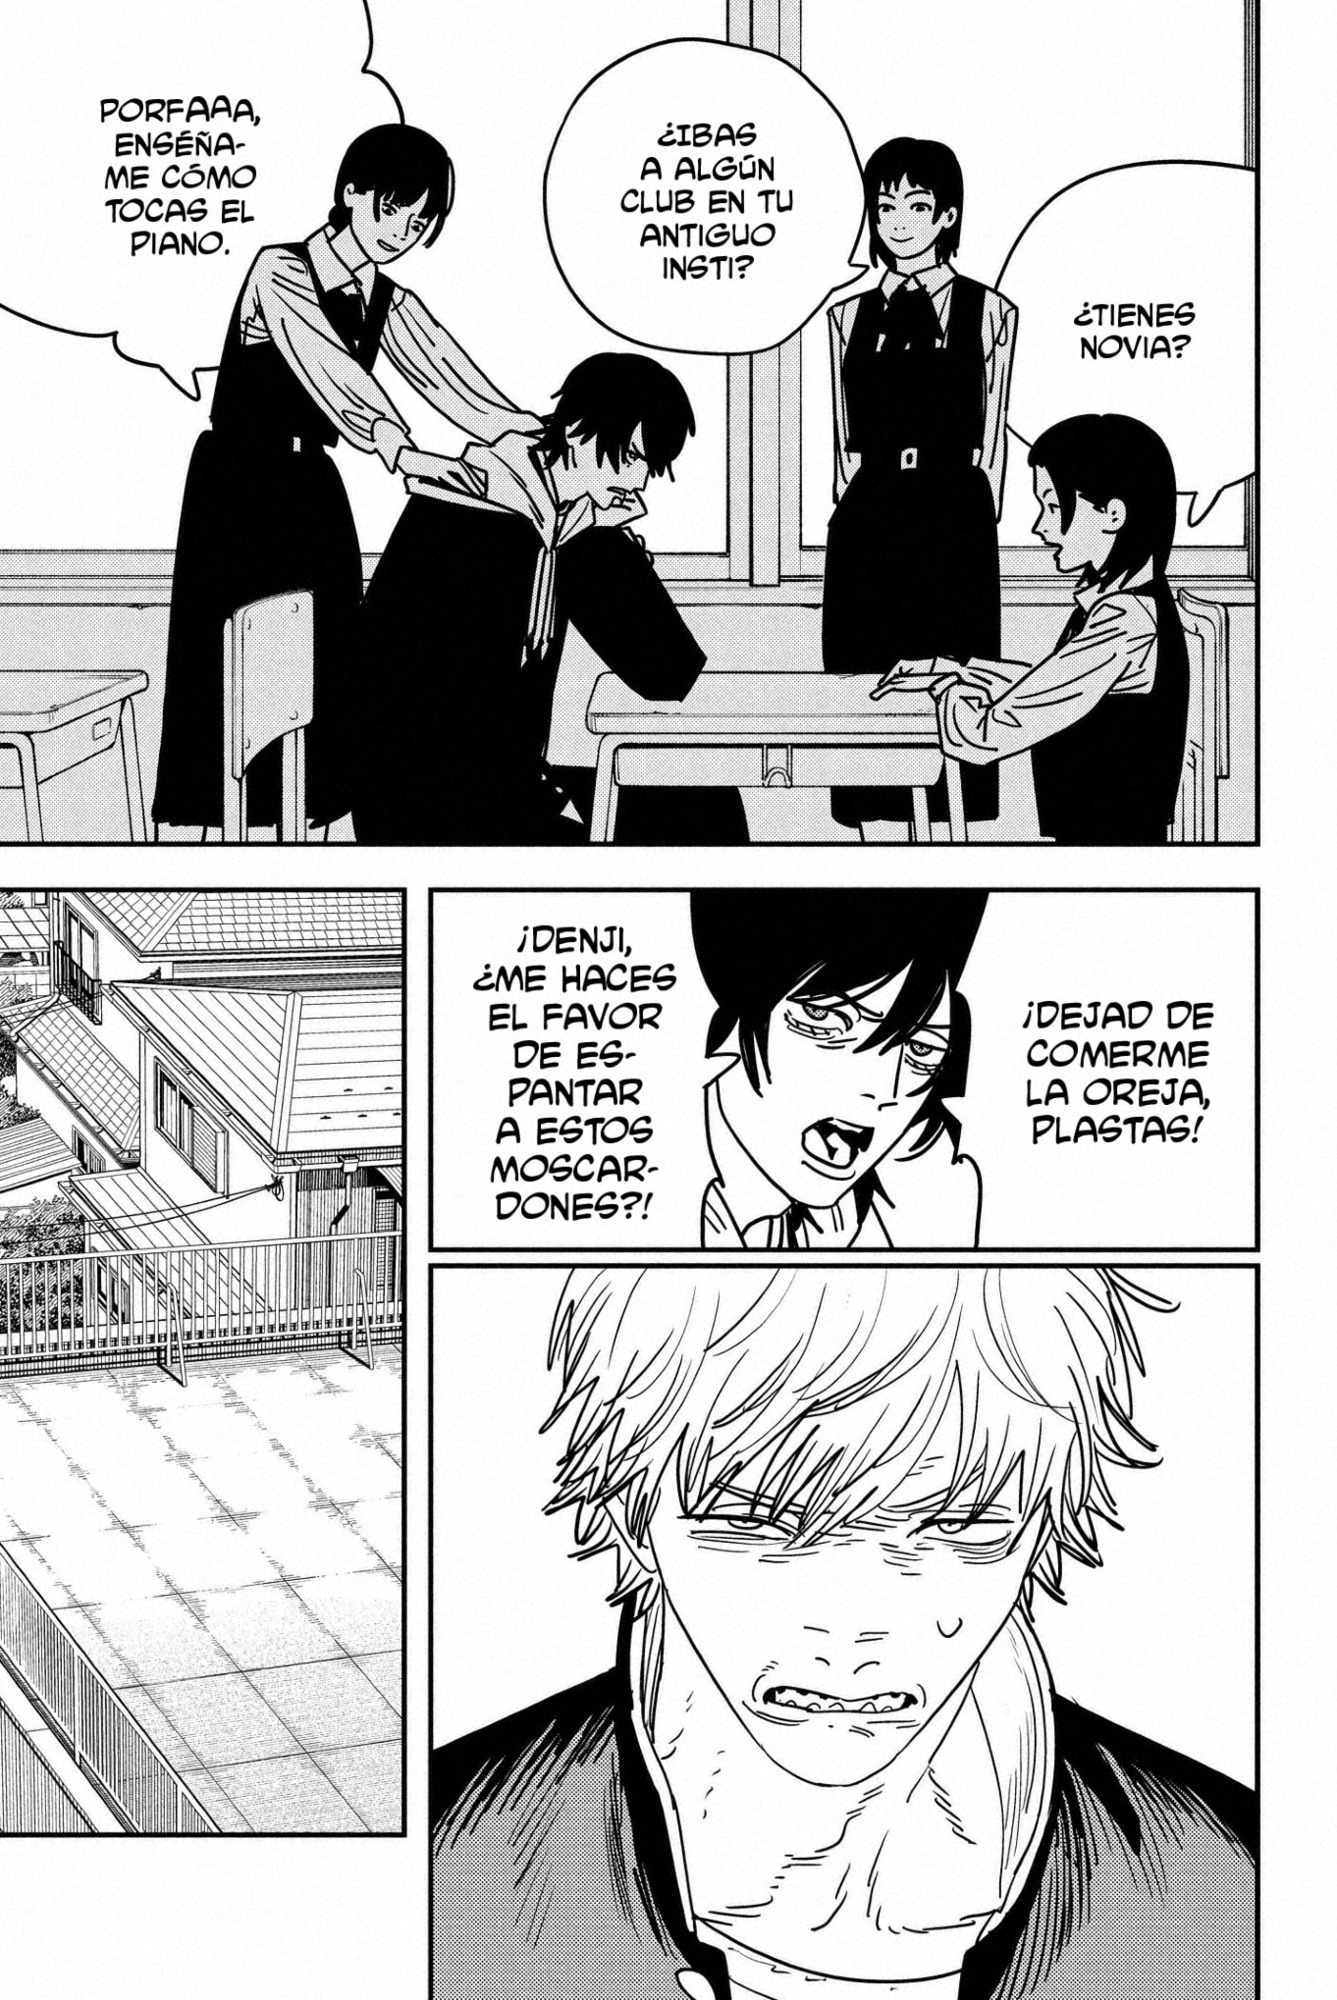 ¿TIENES
NOVIA?
¿IBAS
A ALGÚN
CLUB EN TU
ANTIGUO
INSTI?
PORFAAA,
ENSÉÑA-
ME CÓMO
TOCAS EL
PIANO.
¡DEJAD DE
COMERME
LA OREJA,
PLASTAS!
¡DENJI,
¿ME HACES
EL FAVOR
DE ES-
PANTAR
A ESTOS
MOSCAR-
DONES?!